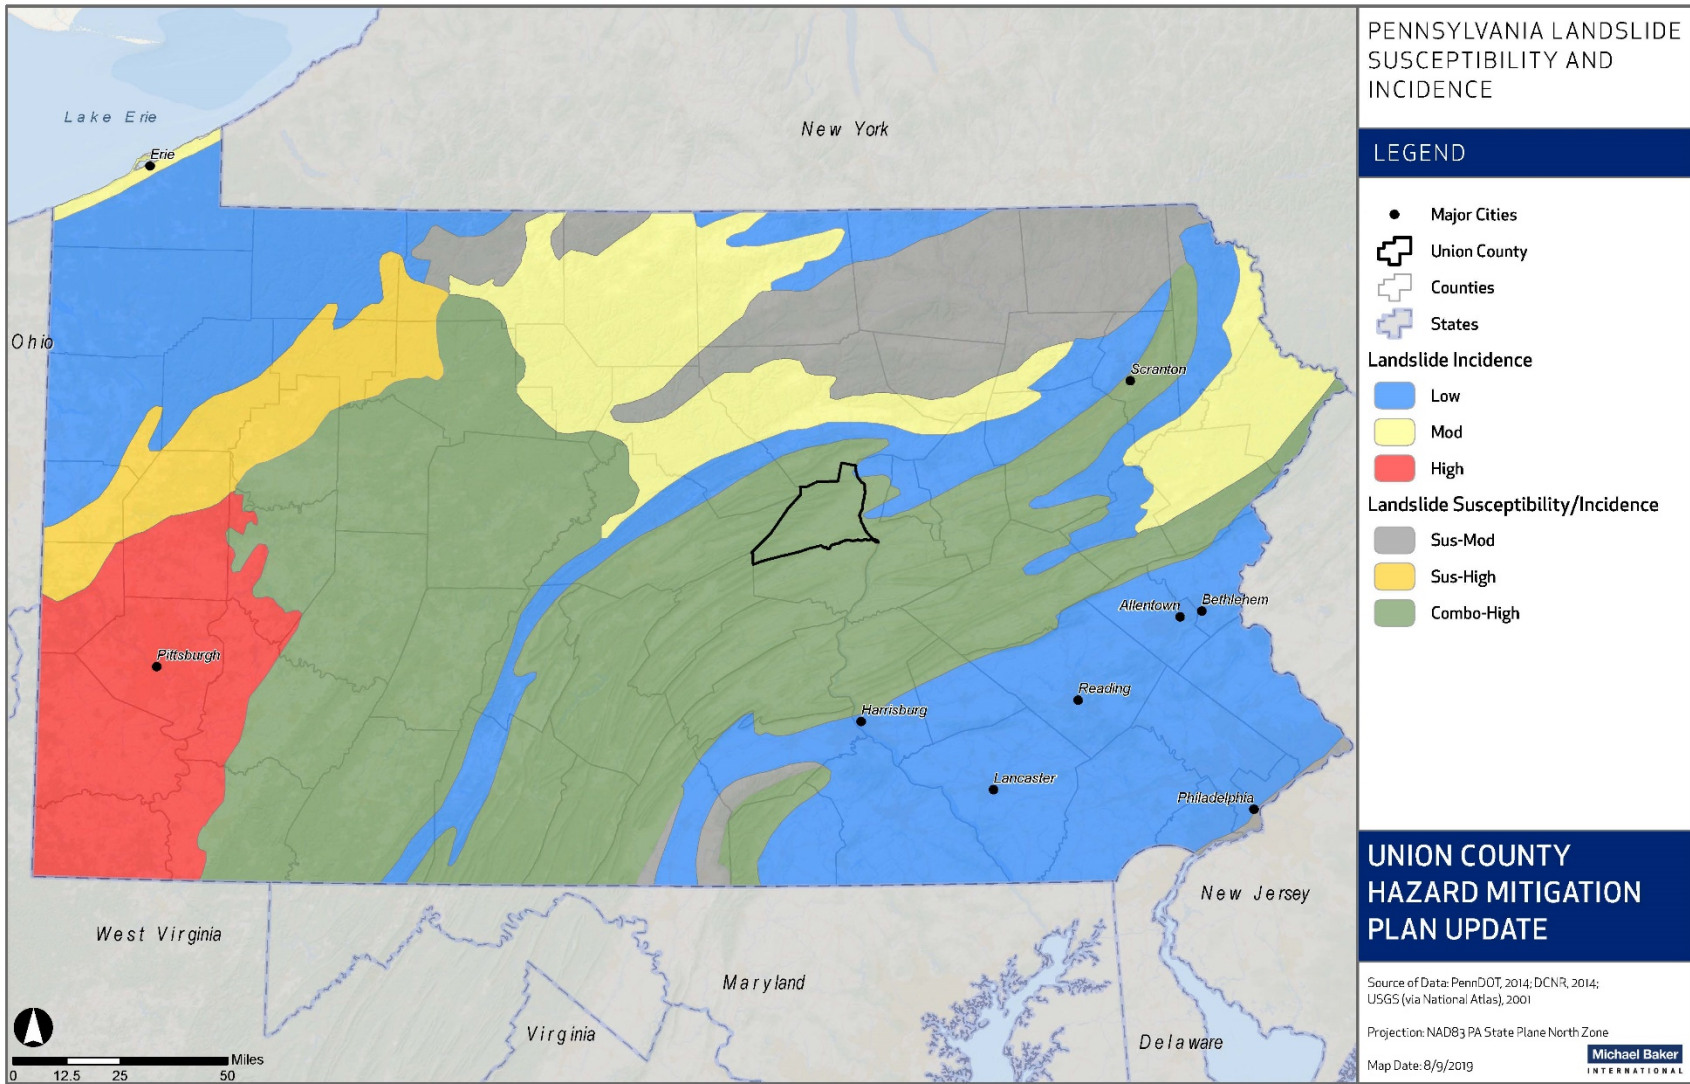 PENNSYLVANIA LANDSLIDE
SUSCEPTIBILITY AND
INCIDENCE
LEGEND
Major Cities
Union County
Counties
States
Landslide Incidence
Low
Mod
High
Landslide Susceptibility/Incidence
Sus-Mod
Sus-High
Combo-High
UNION COUNTY
HAZARD MITIGATION
PLAN UPDATE
Source of Data: PennDOT, 2014; DCNR, 2014;
USGS (via National Atlas), 2001
Projection: NAD83 PA State Plane North Zone
Map Date: 8/9/2019
Michael Baker
INTERNATIONAL
Lake Erie
Erie
New York
Ohio
Scranton
Allentown
Bethlehem
Pittsburgh
Reading
Harrisburg
Lancaster
Philadelphia
New Jersey
West Virginia
Maryland
Virginia
Delaware
Miles
0 12.5 25 50